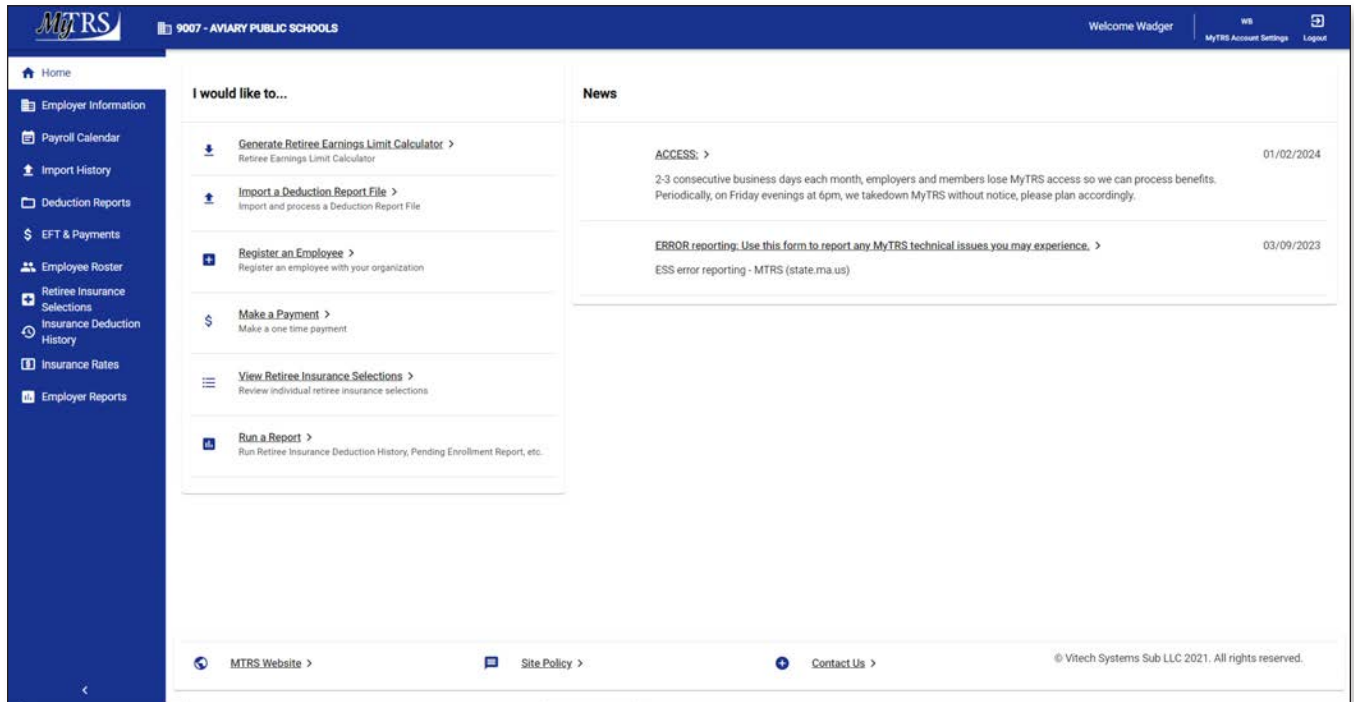 MyTRS
9007 - AVIARY PUBLIC SCHOOLS
Welcome Wadger
WB
MyTRS Account Settings
Logout
Home
Employer Information
Payroll Calendar
Import History
Deduction Reports
EFT & Payments
Employee Roster
Retiree Insurance
Selections
Insurance Deduction
History
Insurance Rates
Employer Reports
I would like to...
Generate Retiree Earnings Limit Calculator >
Retiree Earnings Limit Calculator
Import a Deduction Report File >
Import and process a Deduction Report File
Register an Employee >
Register an employee with your organization
Make a Payment >
Make a one time payment
View Retiree Insurance Selections >
Review individual retiree insurance selections
Run a Report >
Run Retiree Insurance Deduction History, Pending Enrollment Report, etc.
News
ACCESS: > 01/02/2024
2-3 consecutive business days each month, employers and members lose MyTRS access so we can process benefits.
Periodically, on Friday evenings at 6pm, we takedown MyTRS without notice, please plan accordingly.
ERROR reporting: Use this form to report any MyTRS technical issues you may experience. > 03/09/2023
ESS error reporting - MTRS (state.ma.us)
MTRS Website >
Site Policy >
Contact Us >
© Vitech Systems Sub LLC 2021. All rights reserved.